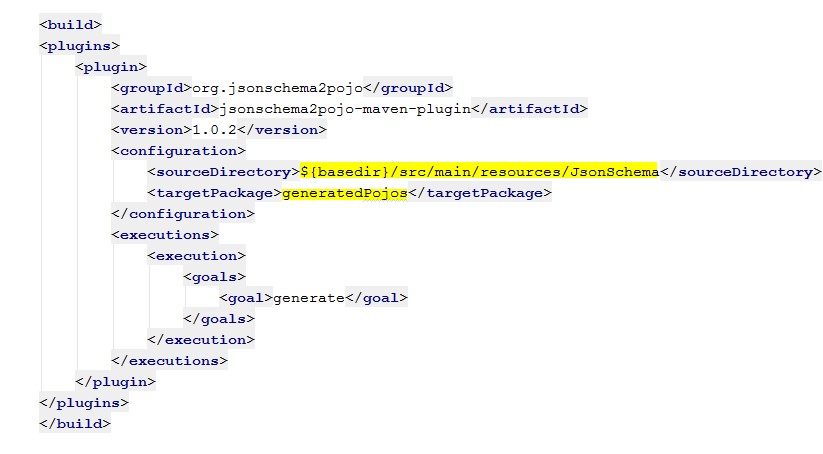 <build>
<plugins>
<plugin>
<groupId>org.jsonschema2pojo</groupId>
<artifactId>jsonschema2pojo-maven-plugin</artifactId>
<version>1.0.2</version>
<configuration>
<sourceDirectory>${basedir}/src/main/resources/JsonSchema</sourceDirectory>
<targetPackage>generatedPojos</targetPackage>
</configuration>
<executions>
<execution>
<goals>
<goal>generate</goal>
</goals>
</execution>
</executions>
</plugin>
</plugins>
</build>